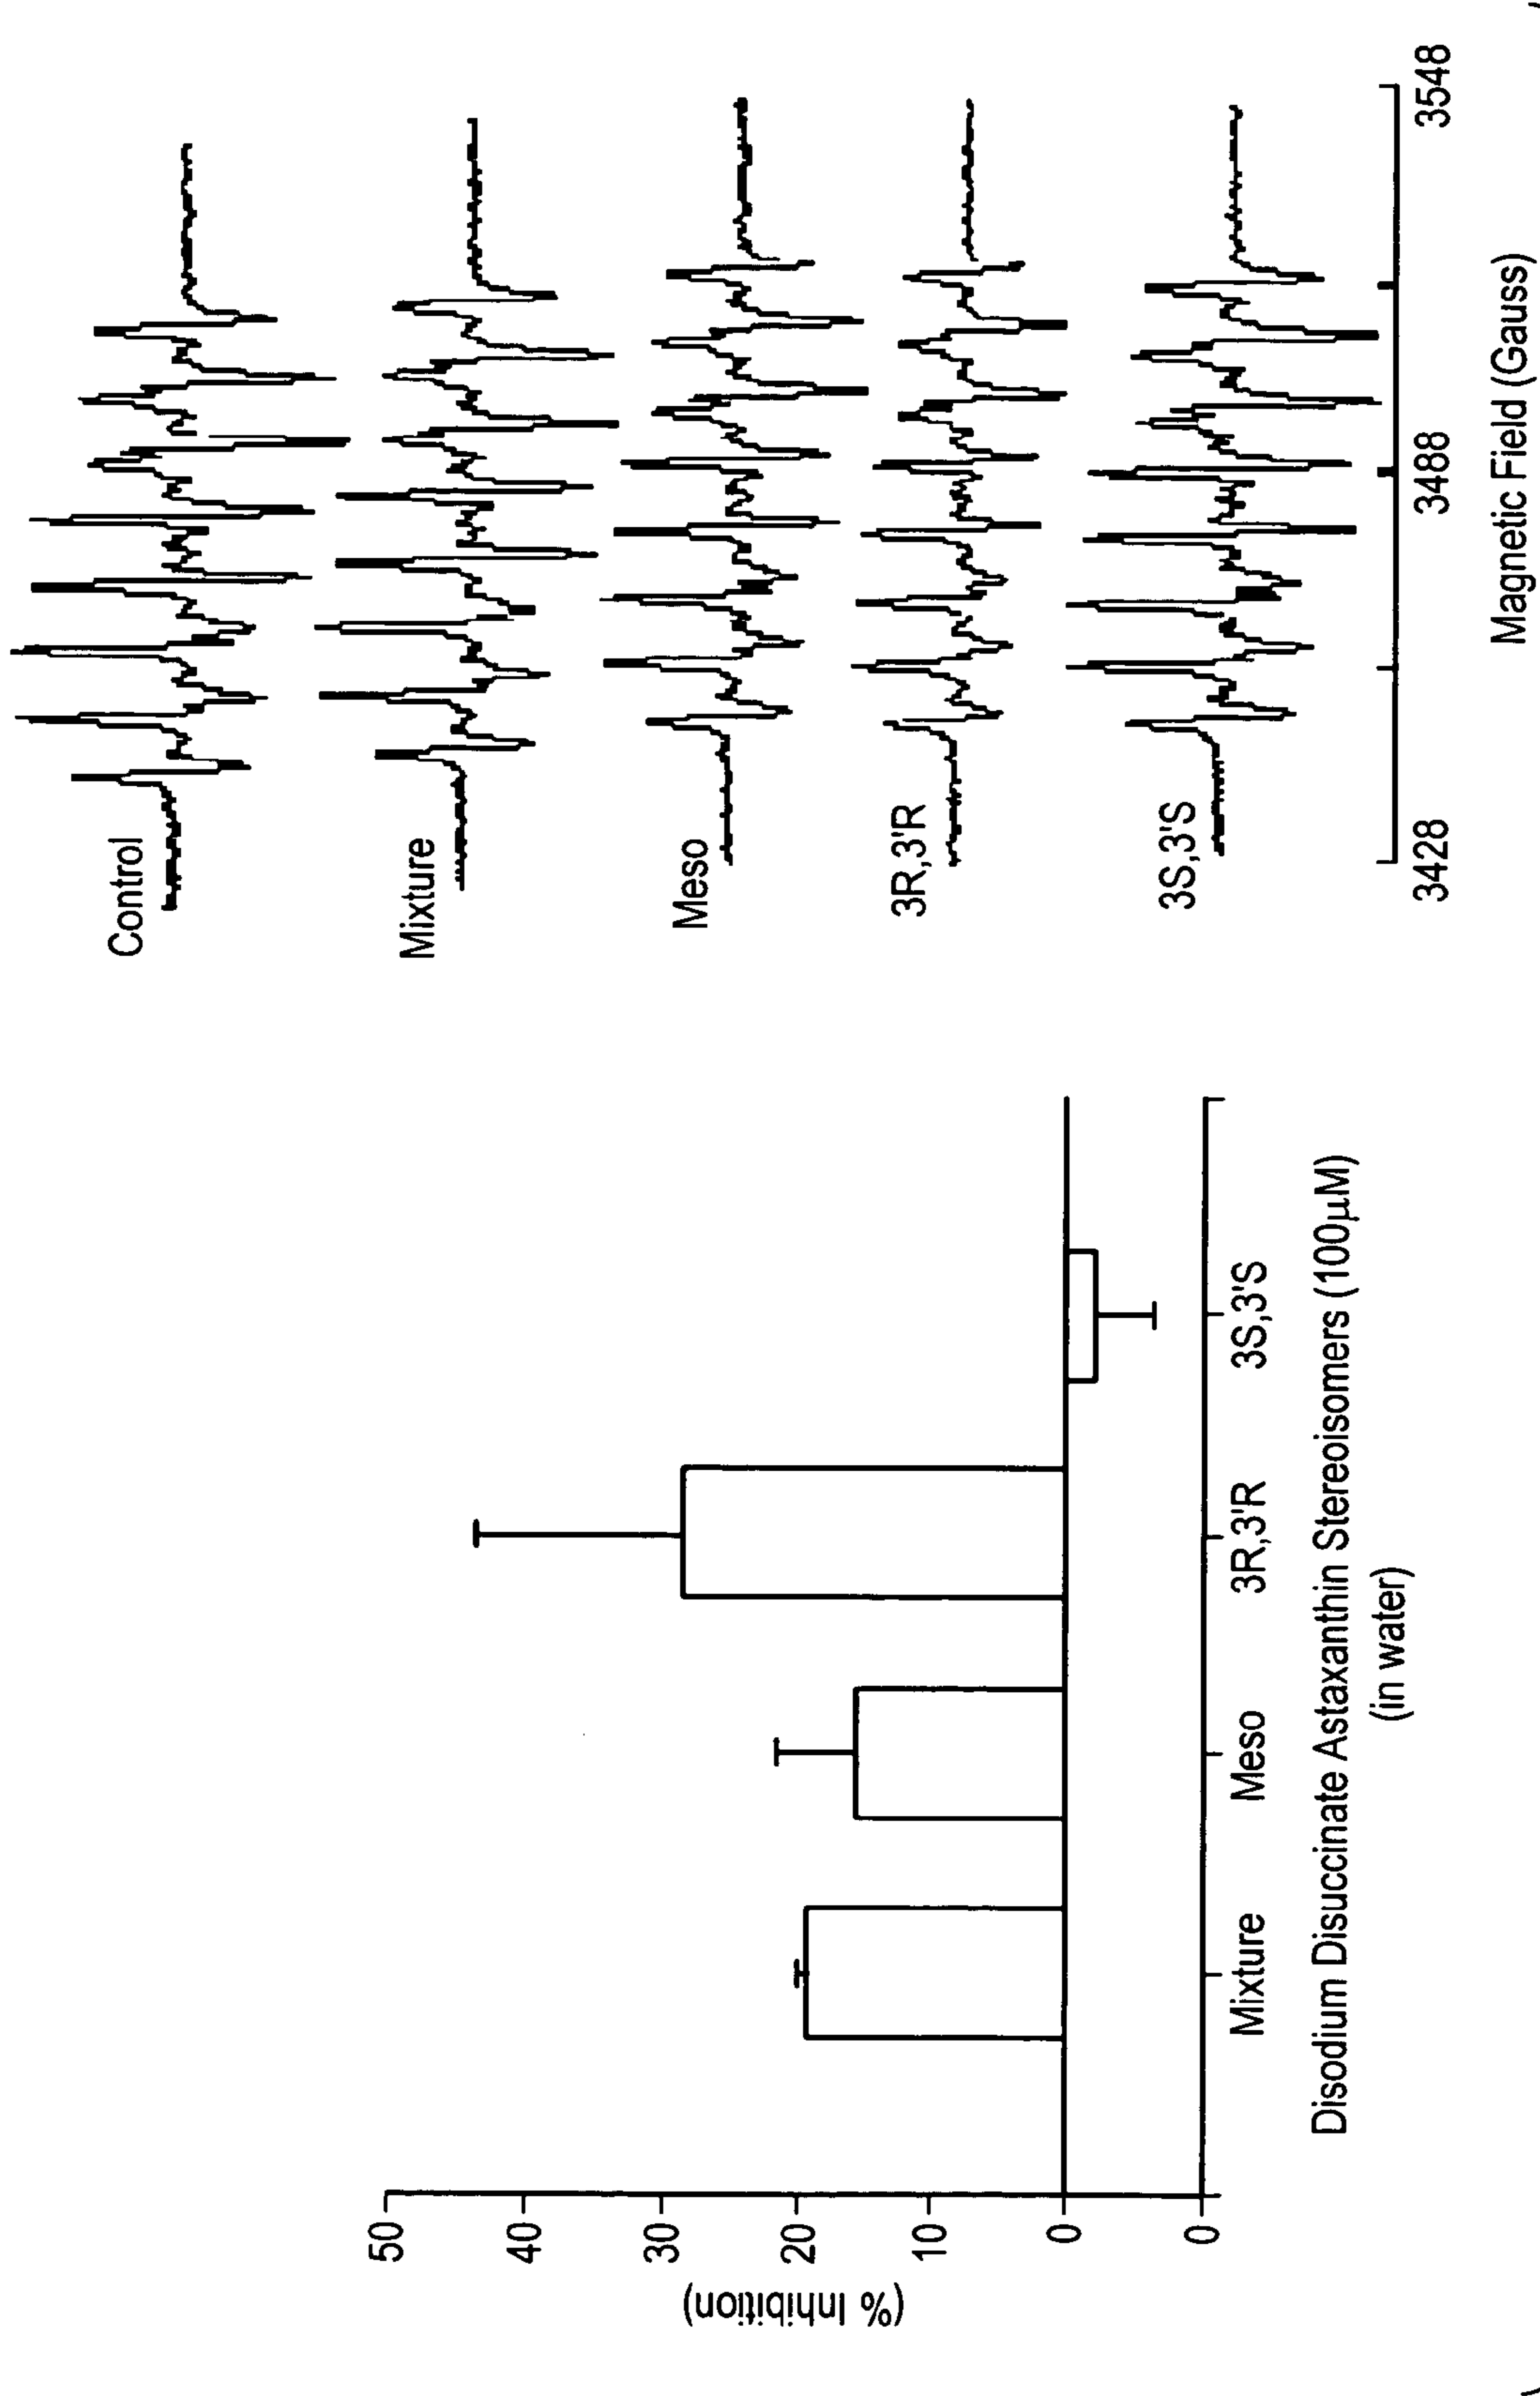 (% Inhibition)
50
40
30
20
10
0
0
Mixture Meso 3R,3'R 3S,3'S
Disodium Disuccinate Astaxanthin Stereoisomers (100µM)
(in water)
Control
Mixture
Meso
3R,3'R
3S,3'S
3428 3488 3548
Magnetic Field (Gauss)